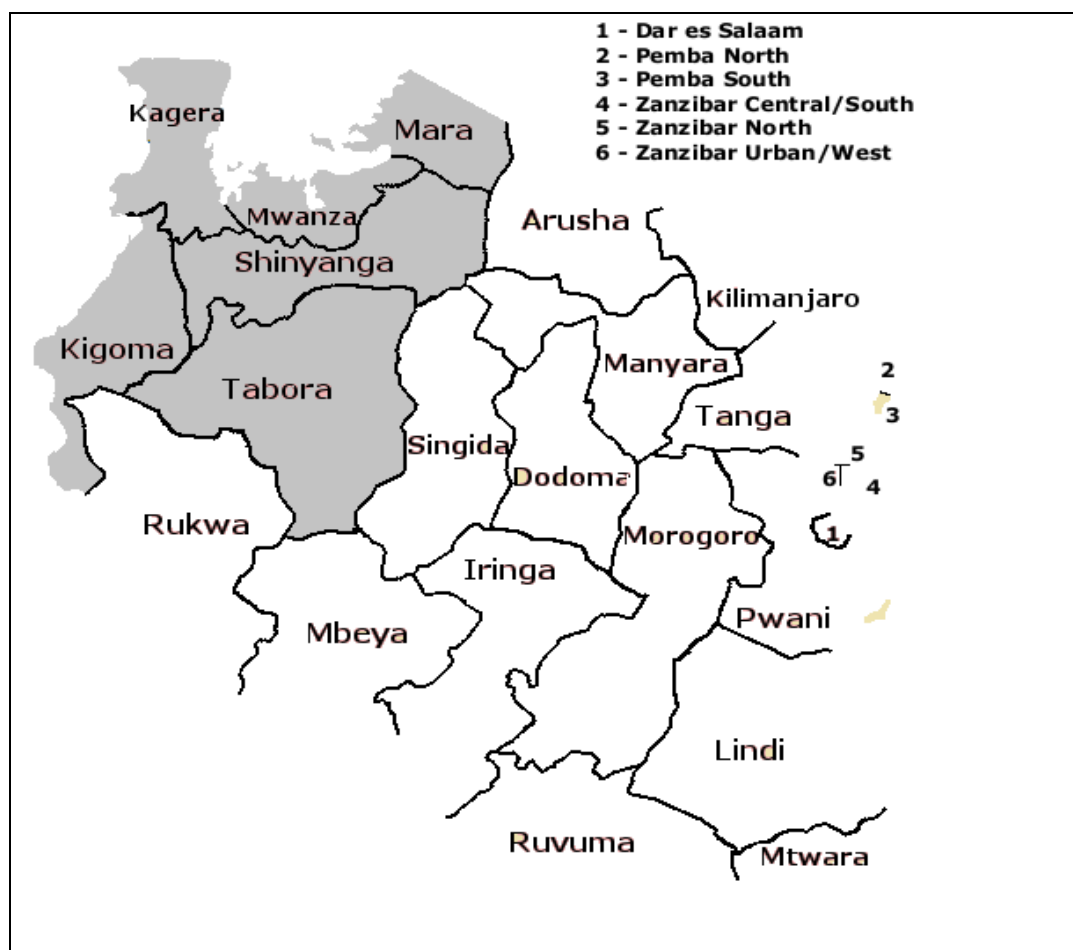 1 - Dar es Salaam
2 - Pemba North
3 - Pemba South
4 - Zanzibar Central/South
5 - Zanzibar North
6 - Zanzibar Urban/West
Kagera
Mara
Mwanza
Arusha
Shinyanga
Kilimanjaro
Kigoma
Manyara
Tabora
2
Tanga
3
Singida
5
Dodoma
6
4
Rukwa
Morogoro
1
Iringa
Pwani
Mbeya
Lindi
Ruvuma
Mtwara